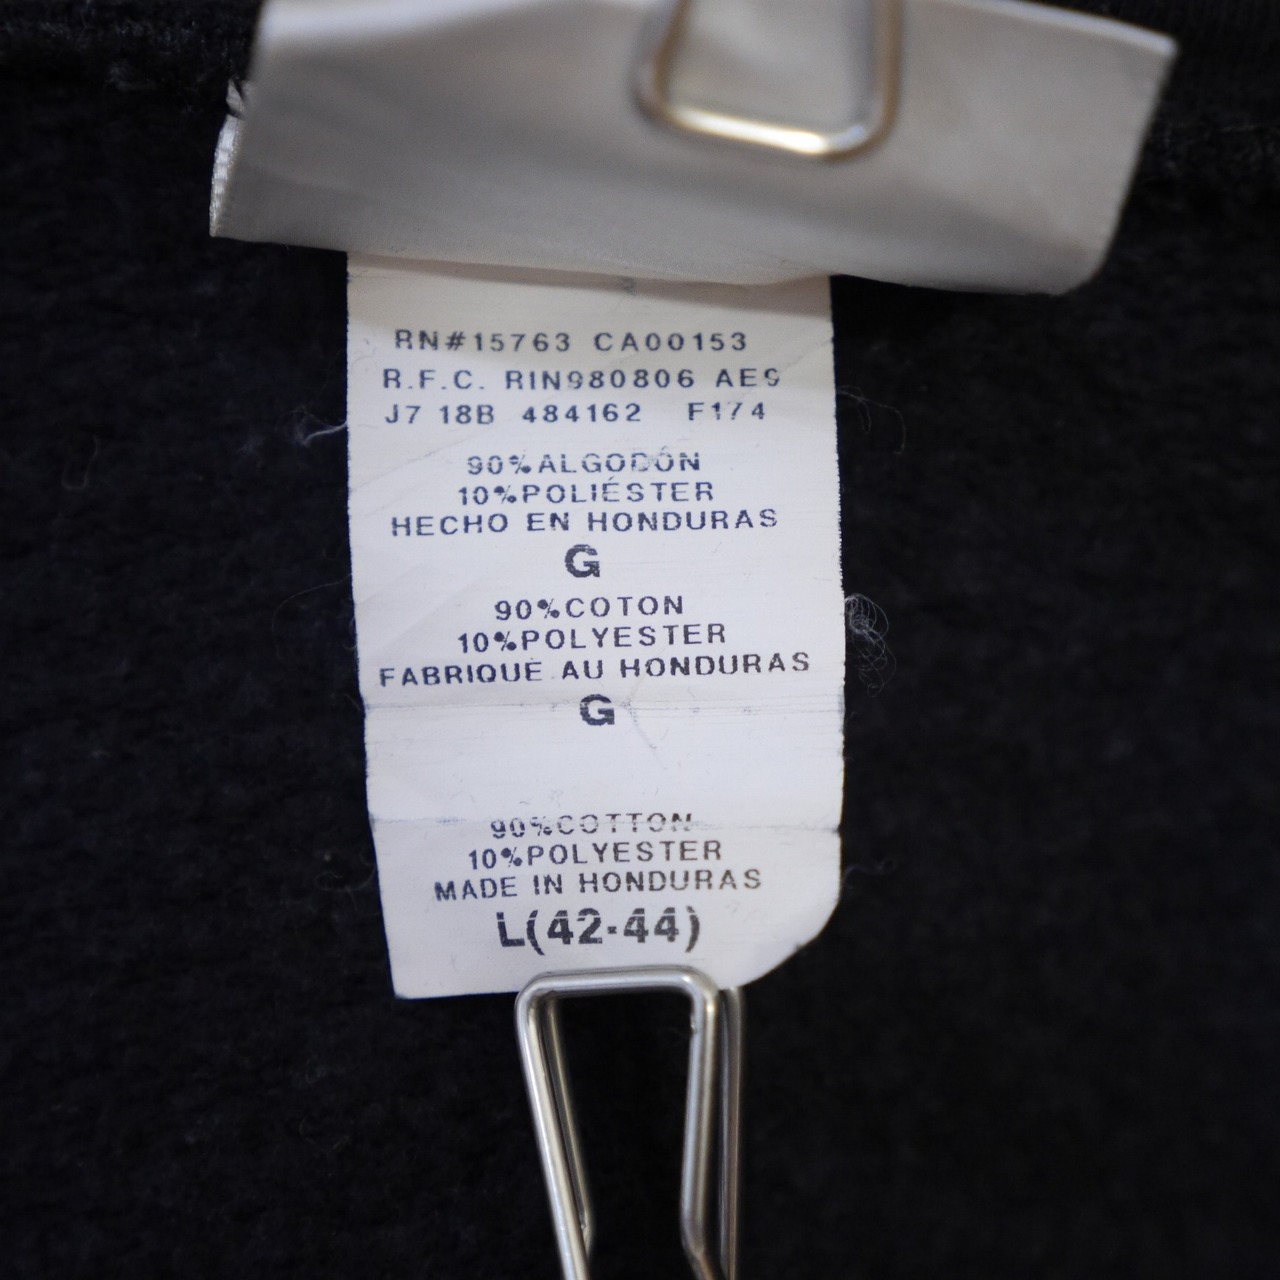 RN#15763 CA00153
R.F.C. RIN980806 AE9
J7 18B 484162 F174
90%ALGODÓN
10%POLIÉSTER
HECHO EN HONDURAS
G
90%COTON
10%POLYESTER
FABRIQUÉ AU HONDURAS
G
90%COTTON
10%POLYESTER
MADE IN HONDURAS
L(42-44)